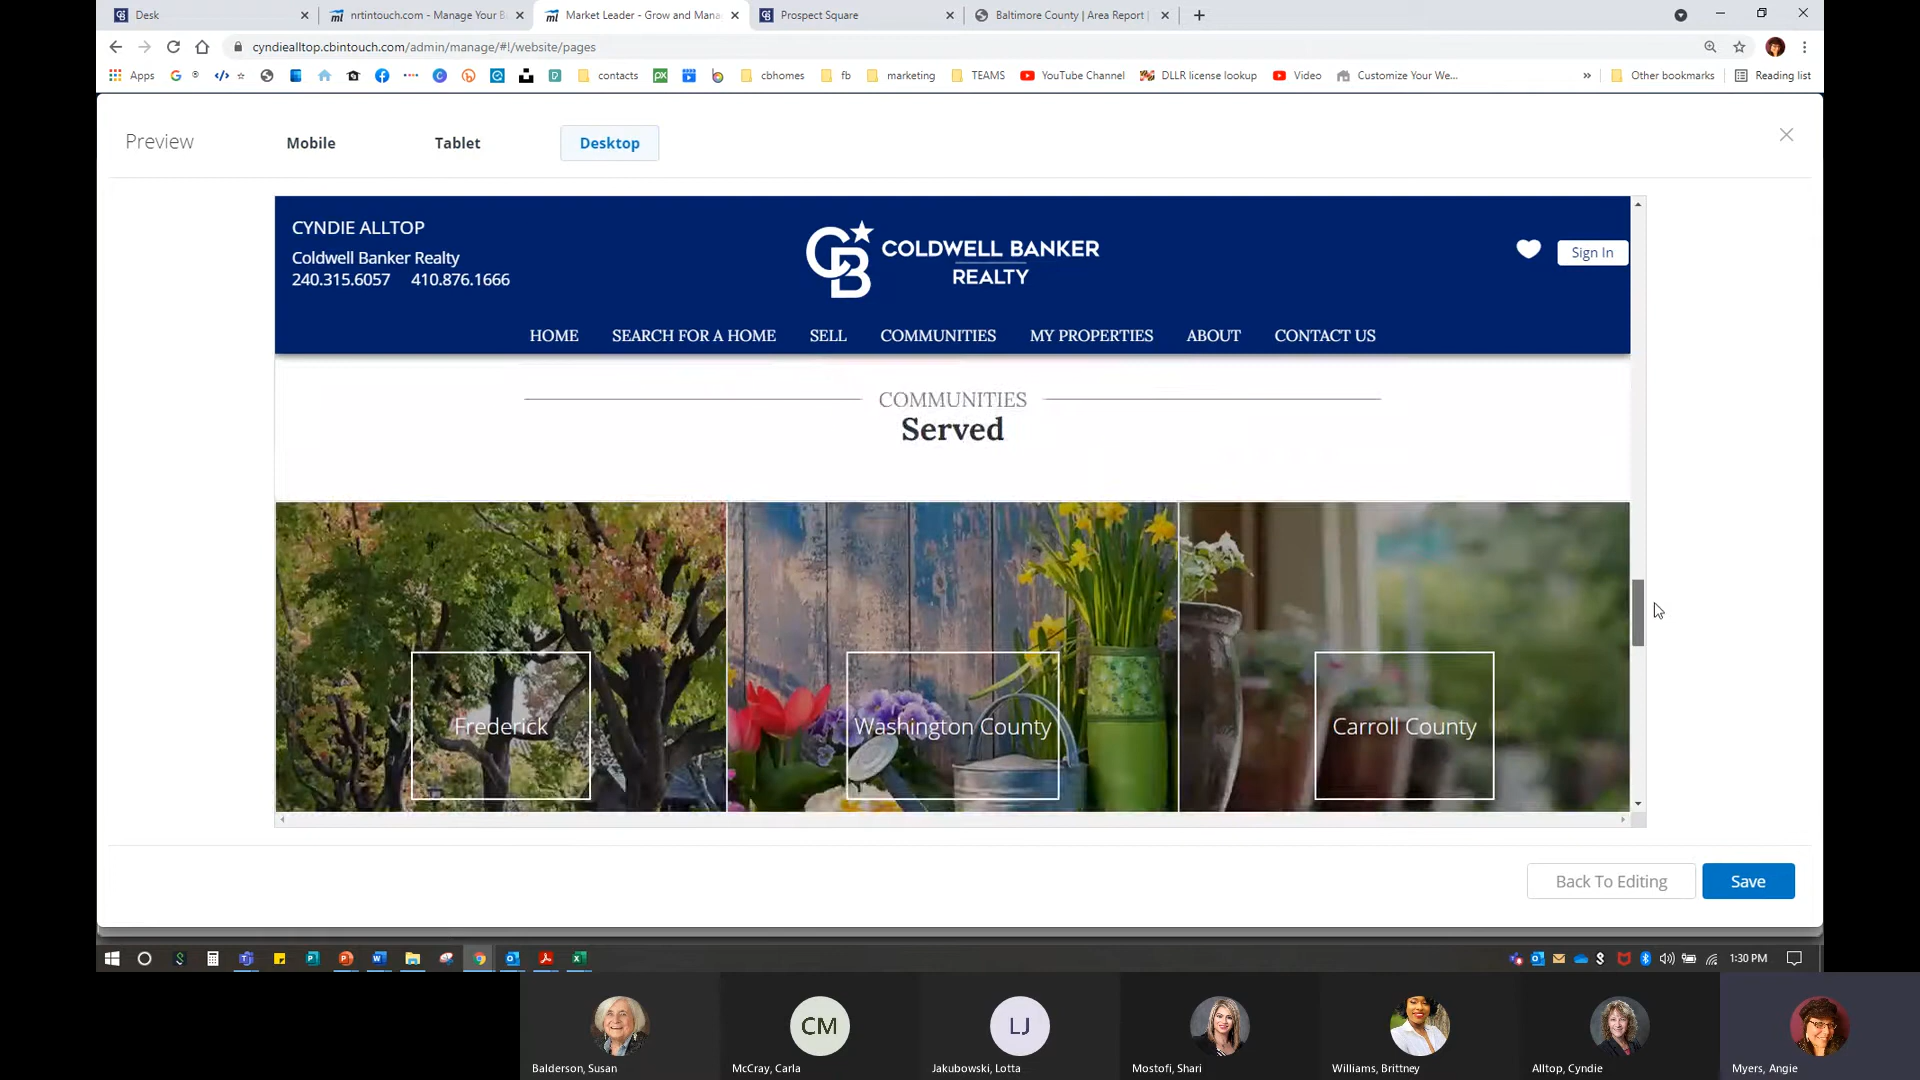 Desk
nrtintouch.com - Manage Your B
Market Leader - Grow and Mana
Prospect Square
Baltimore County | Area Report |
cyndiealltop.cbintouch.com/admin/manage/#!/website/pages
Apps
contacts
cbhomes
fb
marketing
TEAMS
YouTube Channel
DLLR license lookup
Video
Customize Your We...
Other bookmarks
Reading list
Preview
Mobile
Tablet
Desktop
CYNDIE ALLTOP
Coldwell Banker Realty
240.315.6057 410.876.1666
CB
COLDWELL BANKER
REALTY
Sign In
HOME
SEARCH FOR A HOME
SELL
COMMUNITIES
MY PROPERTIES
ABOUT
CONTACT US
COMMUNITIES
Served
Frederick
Washington County
Carroll County
Back To Editing
Save
1:30 PM
CM
LJ
Balderson, Susan
McCray, Carla
Jakubowski, Lotta
Mostofi, Shari
Williams, Brittney
Alltop, Cyndie
Myers, Angie